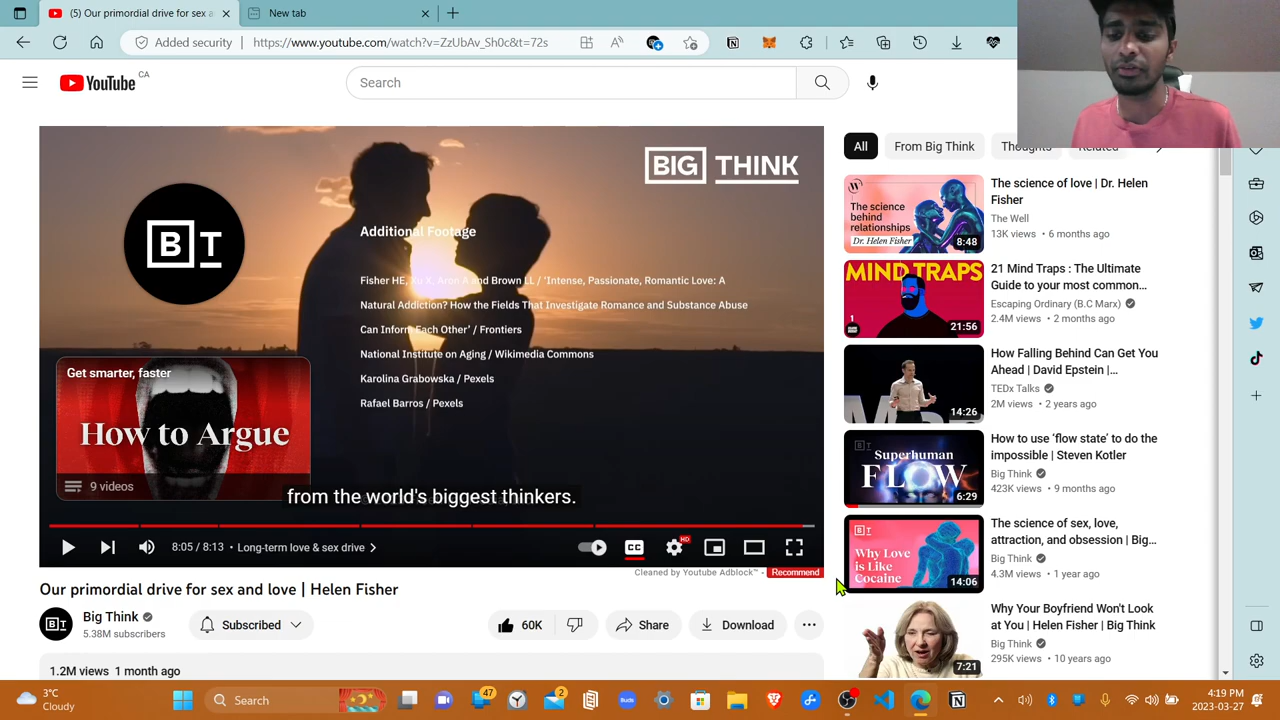 (5) Our primordial drive for sex a
New tab
Added security
https://www.youtube.com/watch?v=ZzUbAv_Sh0c&t=72s
YouTube
CA
Search
BIG THINK
BT
Additional Footage
Fisher HE, Xu X, Aron A and Brown LL / 'Intense, Passionate, Romantic Love: A
Natural Addiction? How the Fields That Investigate Romance and Substance Abuse
Can Inform Each Other' / Frontiers
National Institute on Aging / Wikimedia Commons
Karolina Grabowska / Pexels
Rafael Barros / Pexels
Get smarter, faster
How to Argue
9 videos
from the world's biggest thinkers.
8:05 / 8:13 • Long-term love & sex drive
CC
HD
Cleaned by Youtube Adblock™ - Recommend
Our primordial drive for sex and love | Helen Fisher
BT
Big Think
5.38M subscribers
Subscribed
60K
Share
Download
1.2M views 1 month ago
All
From Big Think
Thoughts
Related
The science behind relationships
Dr. Helen Fisher
8:48
The science of love | Dr. Helen
Fisher
The Well
13K views • 6 months ago
MIND TRAPS
1
21:56
21 Mind Traps : The Ultimate
Guide to your most common...
Escaping Ordinary (B.C Marx)
2.4M views • 2 months ago
14:26
How Falling Behind Can Get You
Ahead | David Epstein |...
TEDx Talks
2M views • 2 years ago
BT
Superhuman
FLOW
6:29
How to use ‘flow state’ to do the
impossible | Steven Kotler
Big Think
423K views • 9 months ago
BT
Why Love
is Like
Cocaine
14:06
The science of sex, love,
attraction, and obsession | Big...
Big Think
4.3M views • 1 year ago
7:21
Why Your Boyfriend Won't Look
at You | Helen Fisher | Big Think
Big Think
295K views • 10 years ago
3°C
Cloudy
Search
47
2
Buds
4:19 PM
2023-03-27